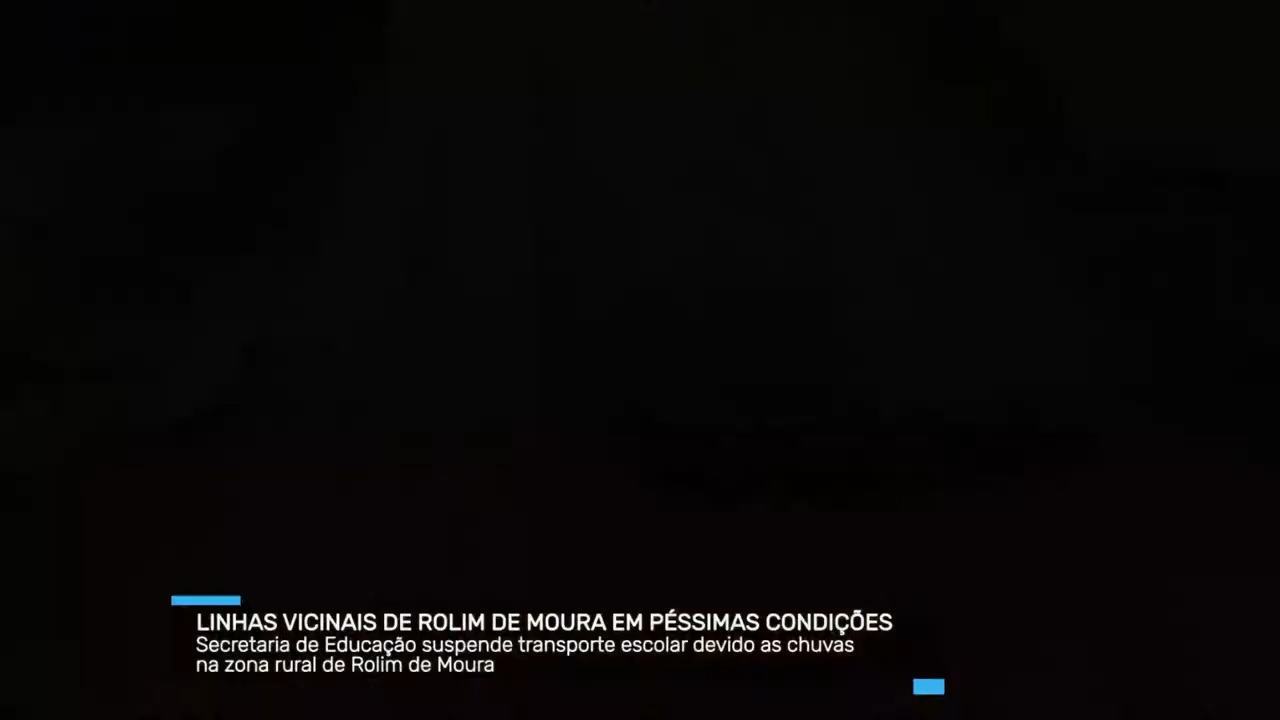 LINHAS VICINAIS DE ROLIM DE MOURA EM PÉSSIMAS CONDIÇÕES
Secretaria de Educação suspende transporte escolar devido as chuvas
na zona rural de Rolim de Moura